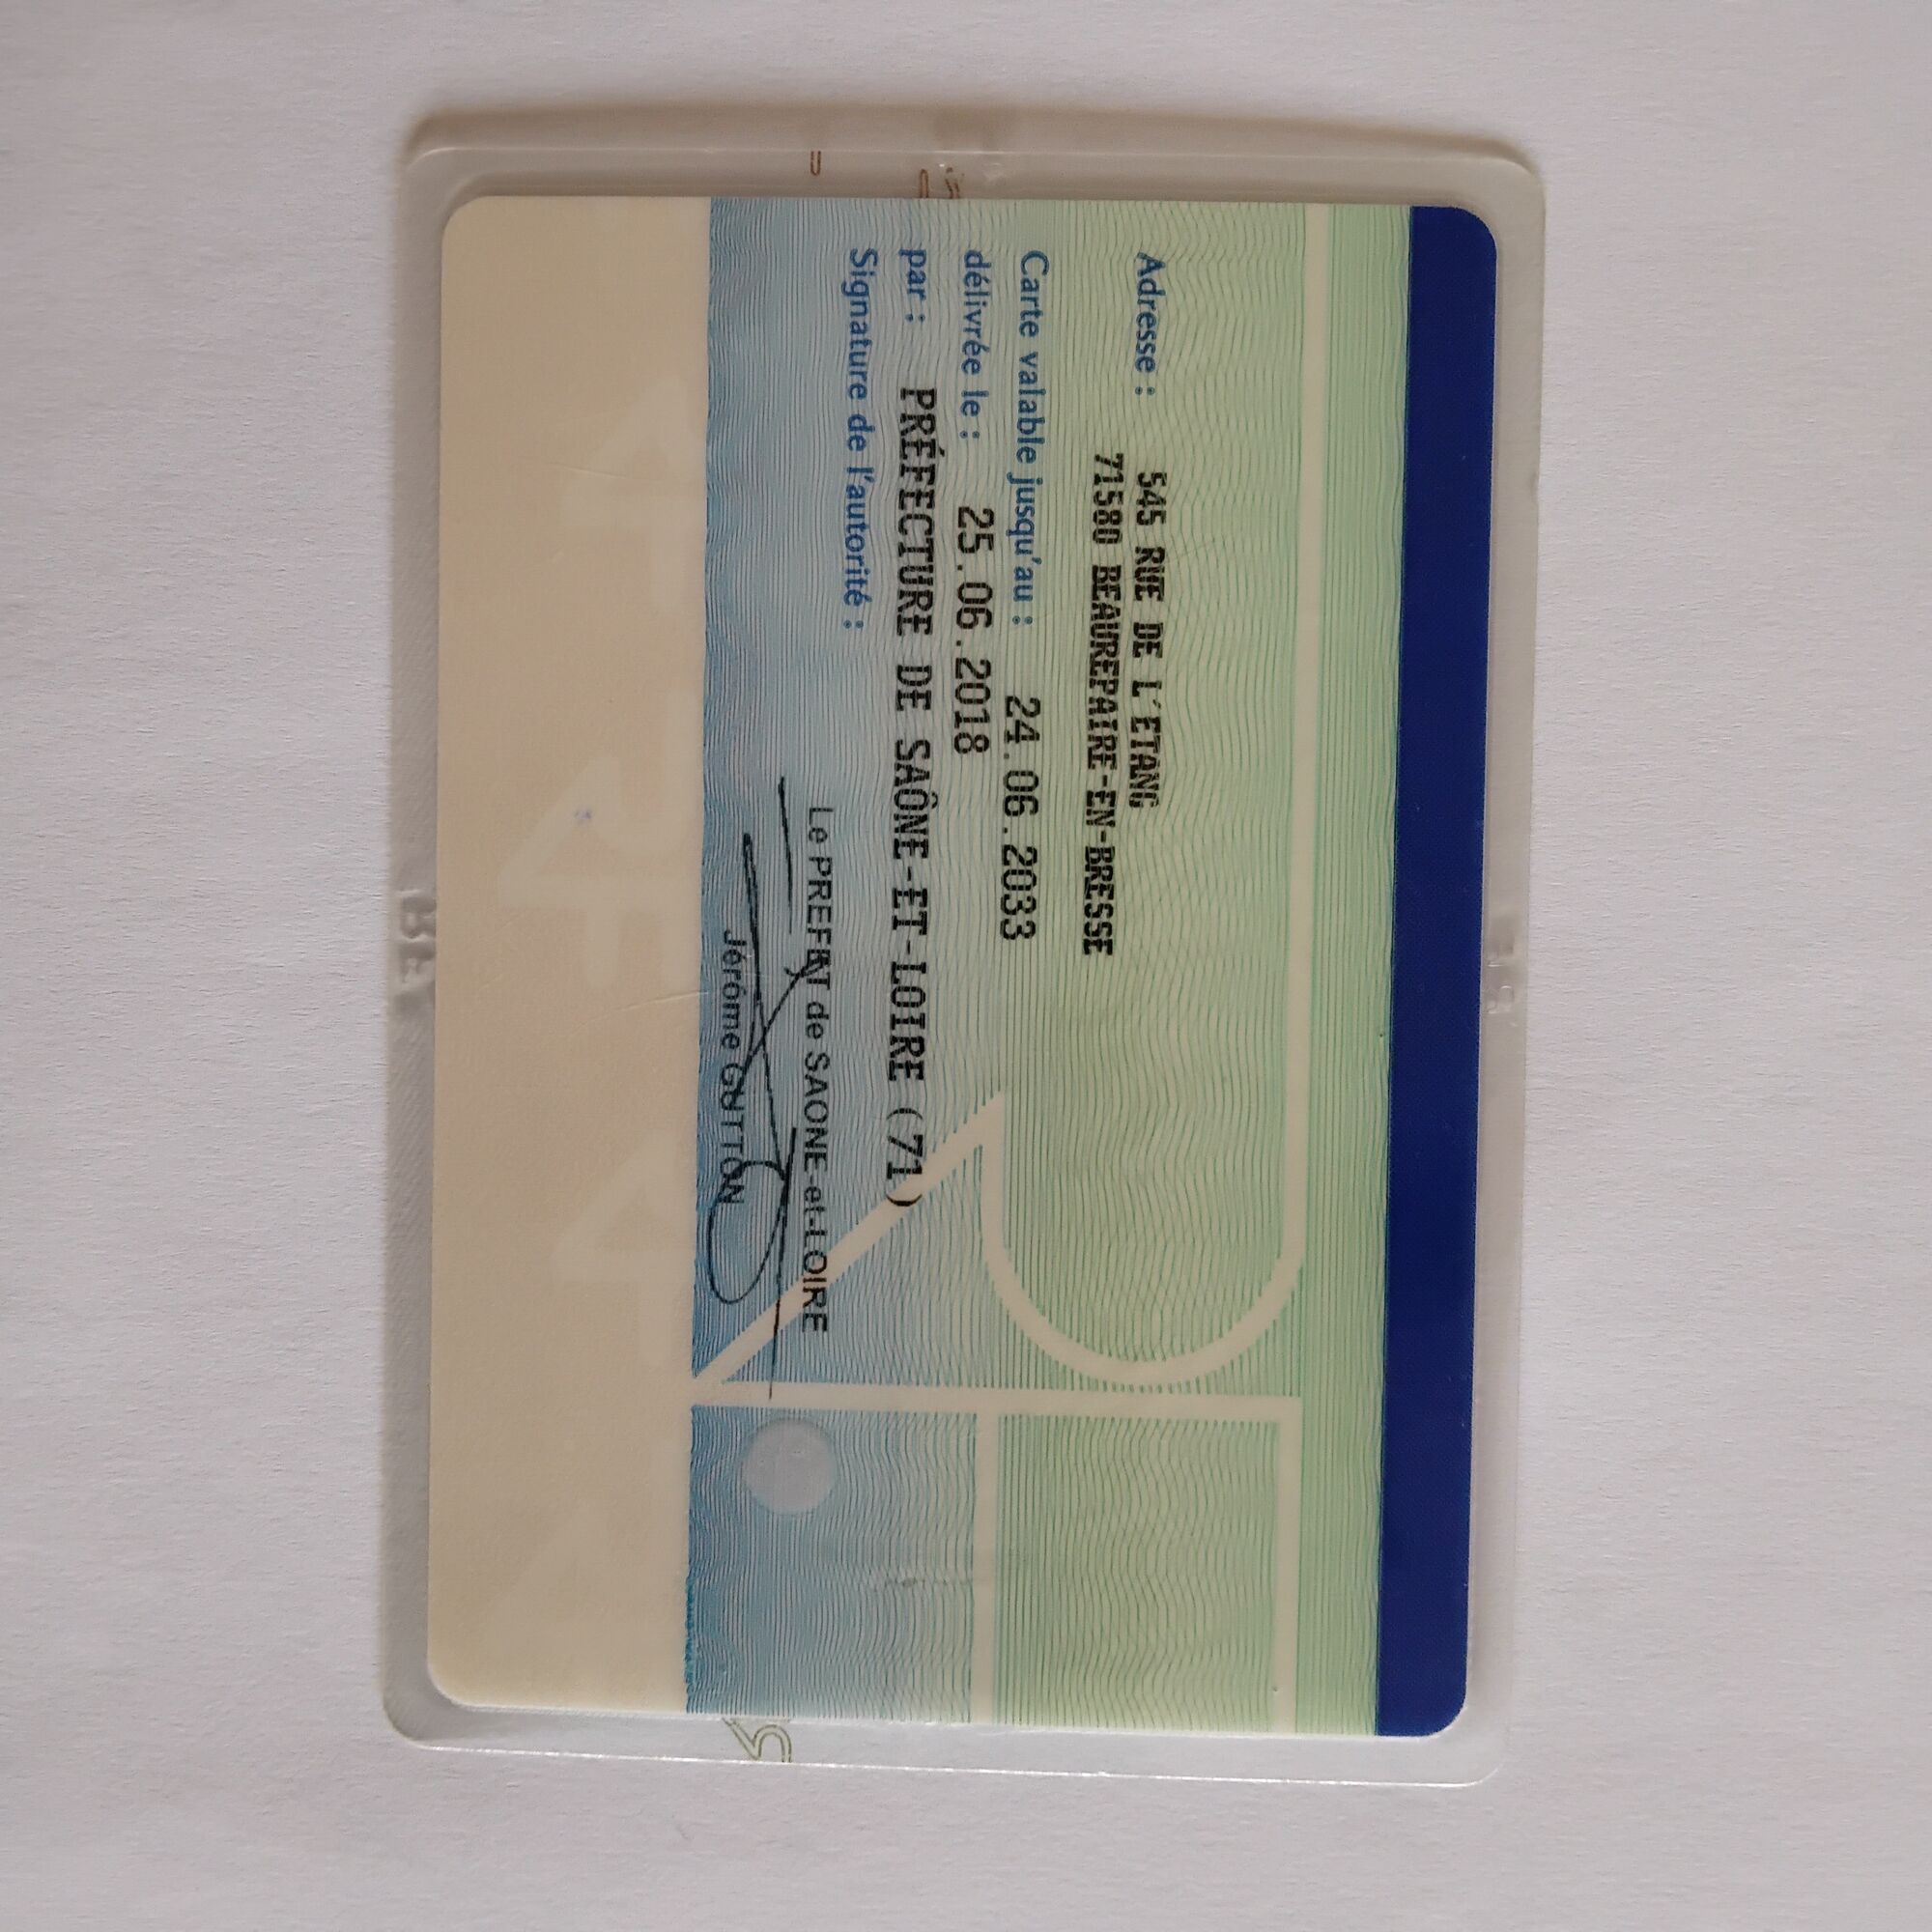 Adresse :
545 RUE DE L'ETANG
71580 BEAUREPAIRE-EN-BRESSE
Carte valable jusqu'au : 24.06.2033
délivrée le : 25.06.2018
par : PRÉFECTURE DE SAÔNE-ET-LOIRE (71)
Signature de l'autorité :
Le PREFET de SAONE-et-LOIRE
Jérôme GUTTON